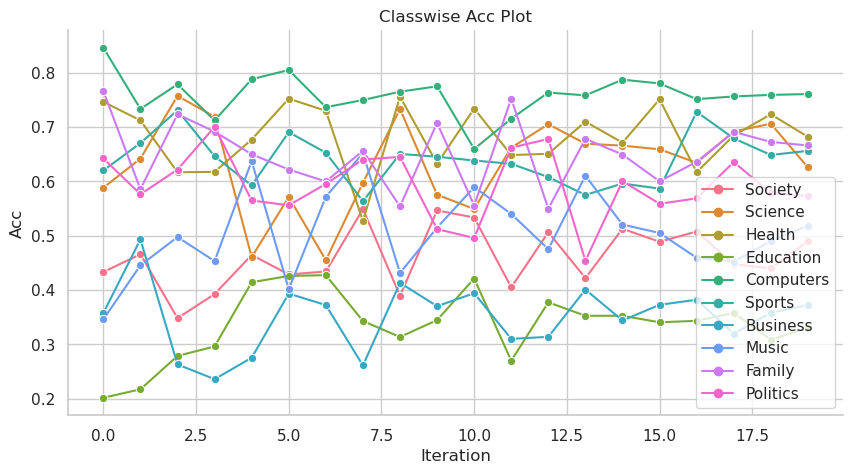 Classwise Acc Plot
Acc
0.8
0.7
0.6
0.5
0.4
0.3
0.2
0.0 2.5 5.0 7.5 10.0 12.5 15.0 17.5
Iteration
Society
Science
Health
Education
Computers
Sports
Business
Music
Family
Politics